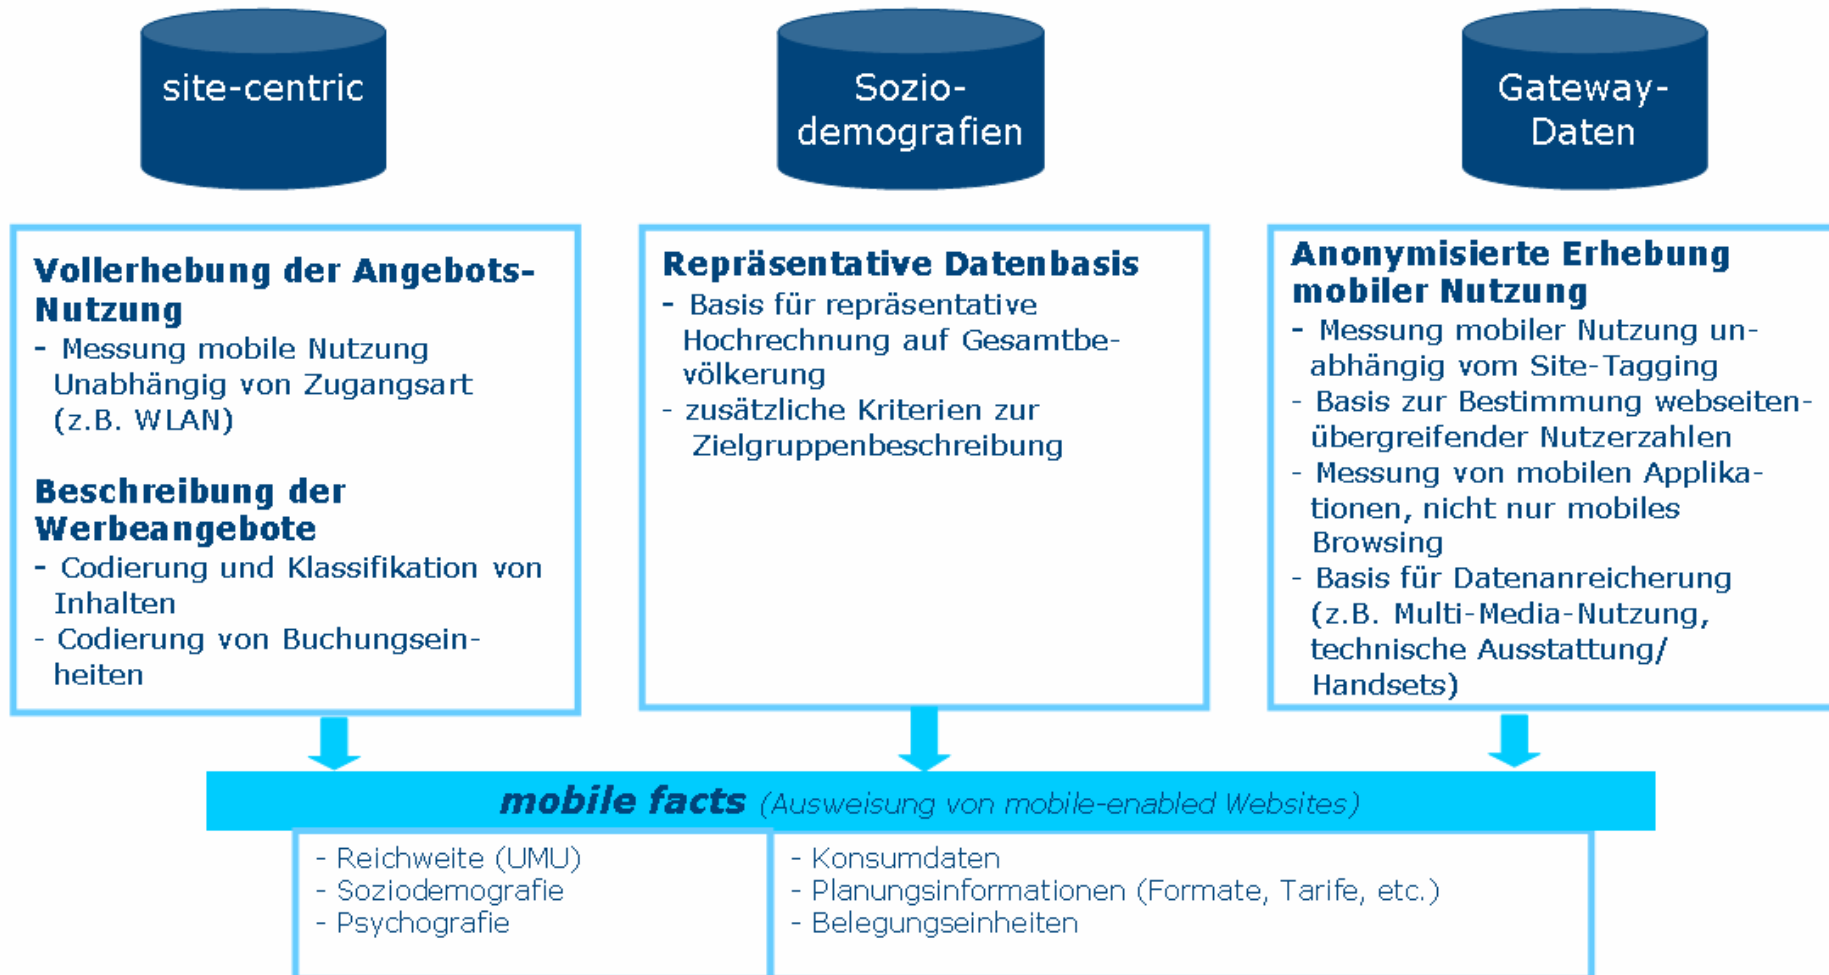 site-centric
Sozio-
demografien
Gateway-
Daten
Vollerhebung der Angebots-
Nutzung
- Messung mobile Nutzung
Unabhängig von Zugangsart
(z.B. WLAN)
Beschreibung der
Werbeangebote
- Codierung und Klassifikation von
Inhalten
- Codierung von Buchungsein-
heiten
Repräsentative Datenbasis
- Basis für repräsentative
Hochrechnung auf Gesamtbe-
völkerung
- zusätzliche Kriterien zur
Zielgruppenbeschreibung
Anonymisierte Erhebung
mobiler Nutzung
- Messung mobiler Nutzung un-
abhängig vom Site-Tagging
- Basis zur Bestimmung webseiten-
übergreifender Nutzerzahlen
- Messung von mobilen Applika-
tionen, nicht nur mobiles
Browsing
- Basis für Datenanreicherung
(z.B. Multi-Media-Nutzung,
technische Ausstattung/
Handsets)
mobile facts (Ausweisung von mobile-enabled Websites)
- Reichweite (UMU)
- Soziodemografie
- Psychografie
- Konsumdaten
- Planungsinformationen (Formate, Tarife, etc.)
- Belegungseinheiten